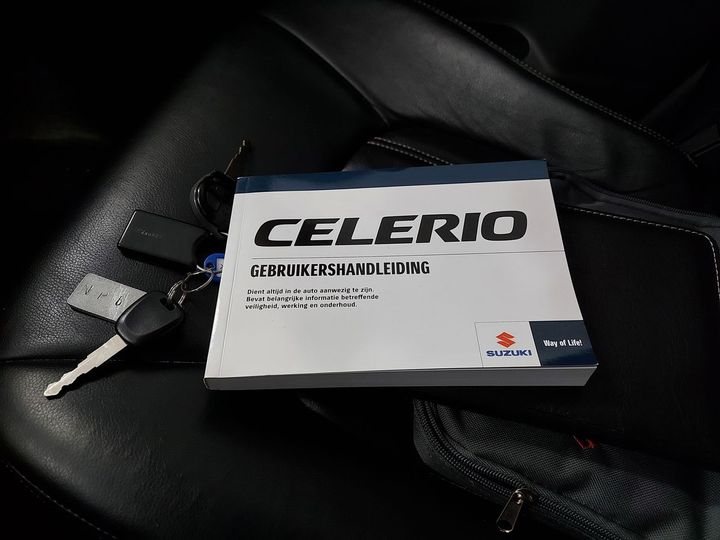 CELERIO
GEBRUIKERSHANDLEIDING
Dient altijd in de auto aanwezig te zijn.
Bevat belangrijke informatie betreffende
veiligheid, werking en onderhoud.
SUZUKI
Way of Life!